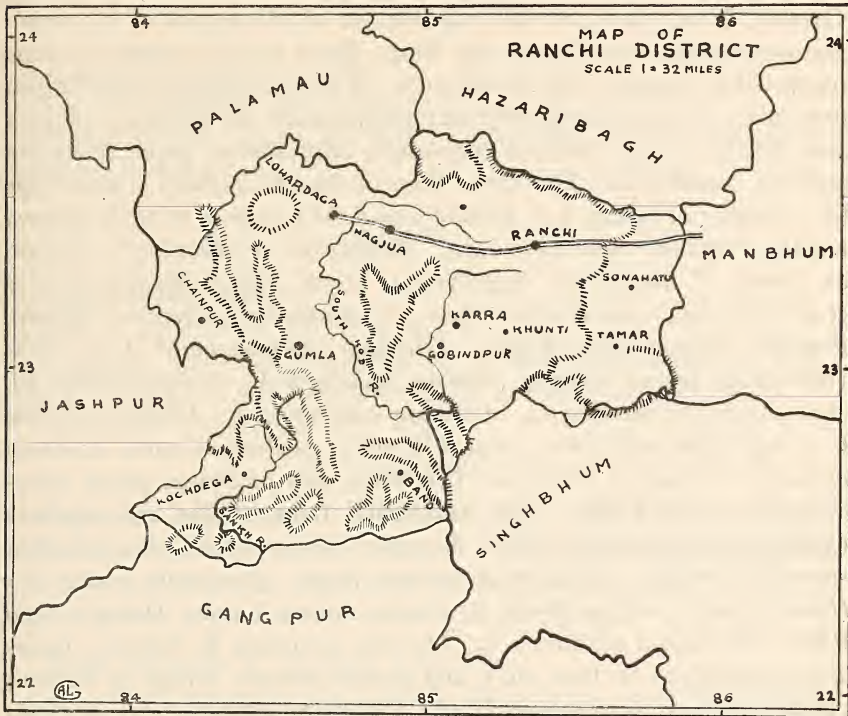 84 85 86
24 24
MAP OF
RANCHI DISTRICT
SCALE 1=32 MILES
PALAMAU
HAZARIBAGH
LOHARDAGA
NAGJUA
RANCHI
MANBHUM
SONAHATU
CHAINPUR
SOUTH KOEL R.
KARRA
KHUNTI
TAMAR
GUMLA
GOBINDPUR
23 23
JASHPUR
KOCHDEGA
BANO
SANKH R.
SINGHBHUM
GANGPUR
22 22
AL
84 85 86